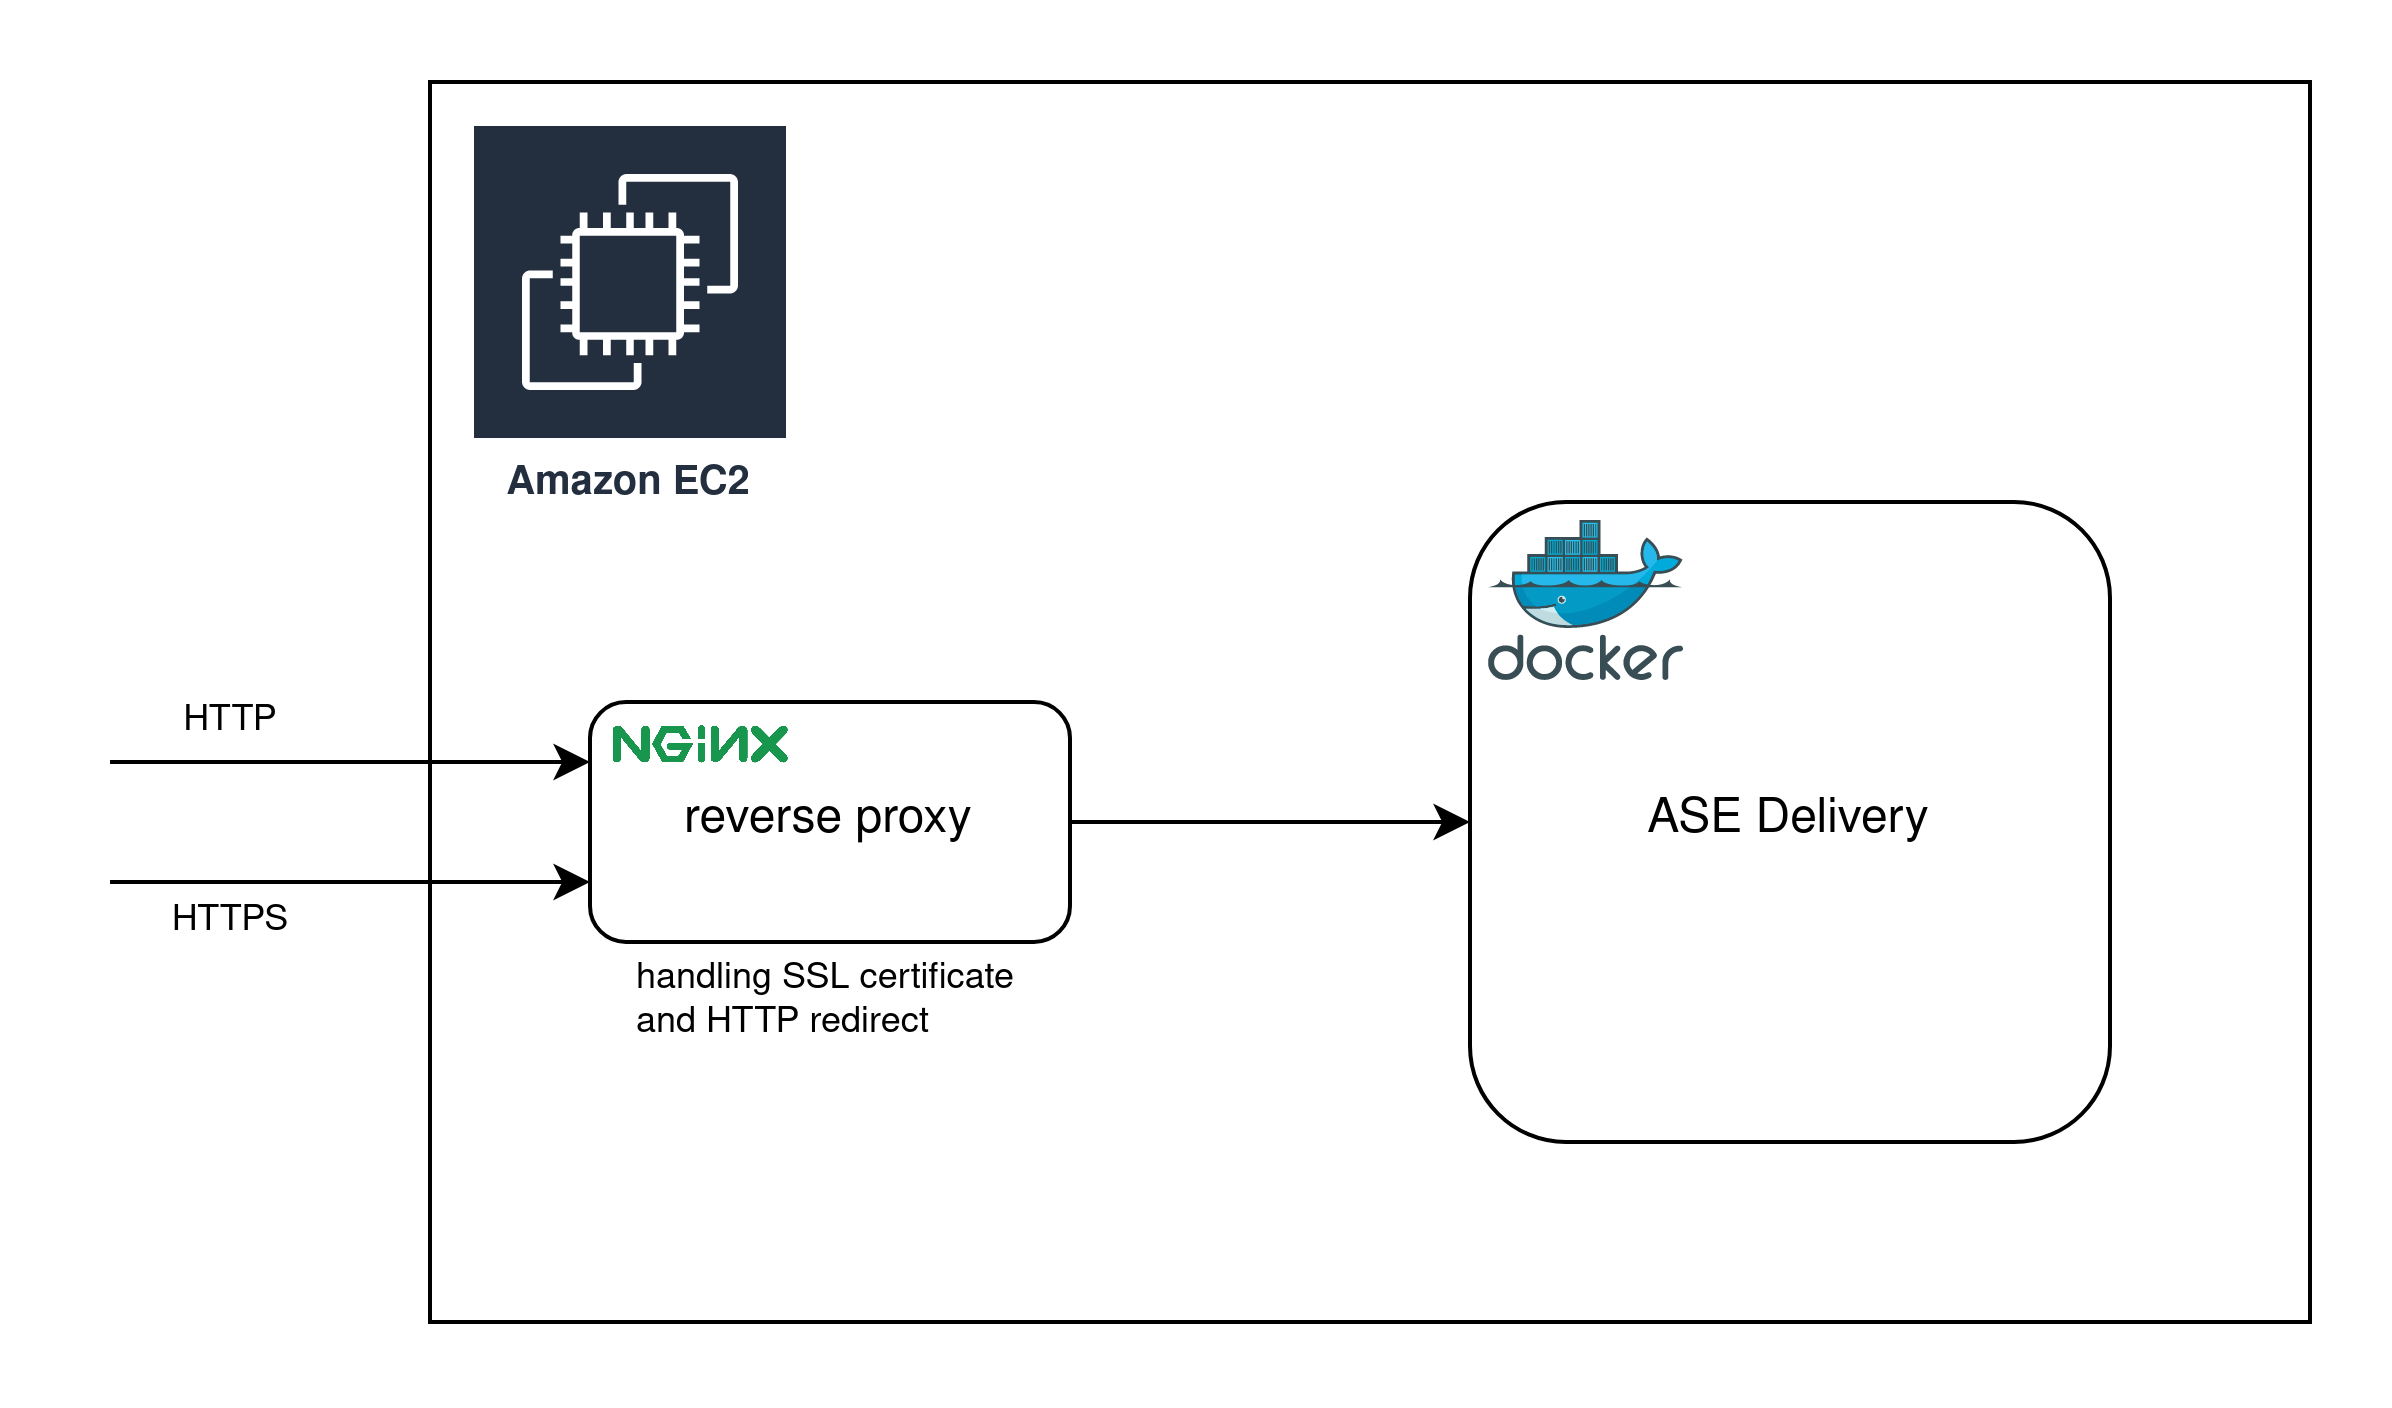 Amazon EC2
docker
HTTP
NGiNX
reverse proxy
ASE Delivery
HTTPS
handling SSL certificate
and HTTP redirect